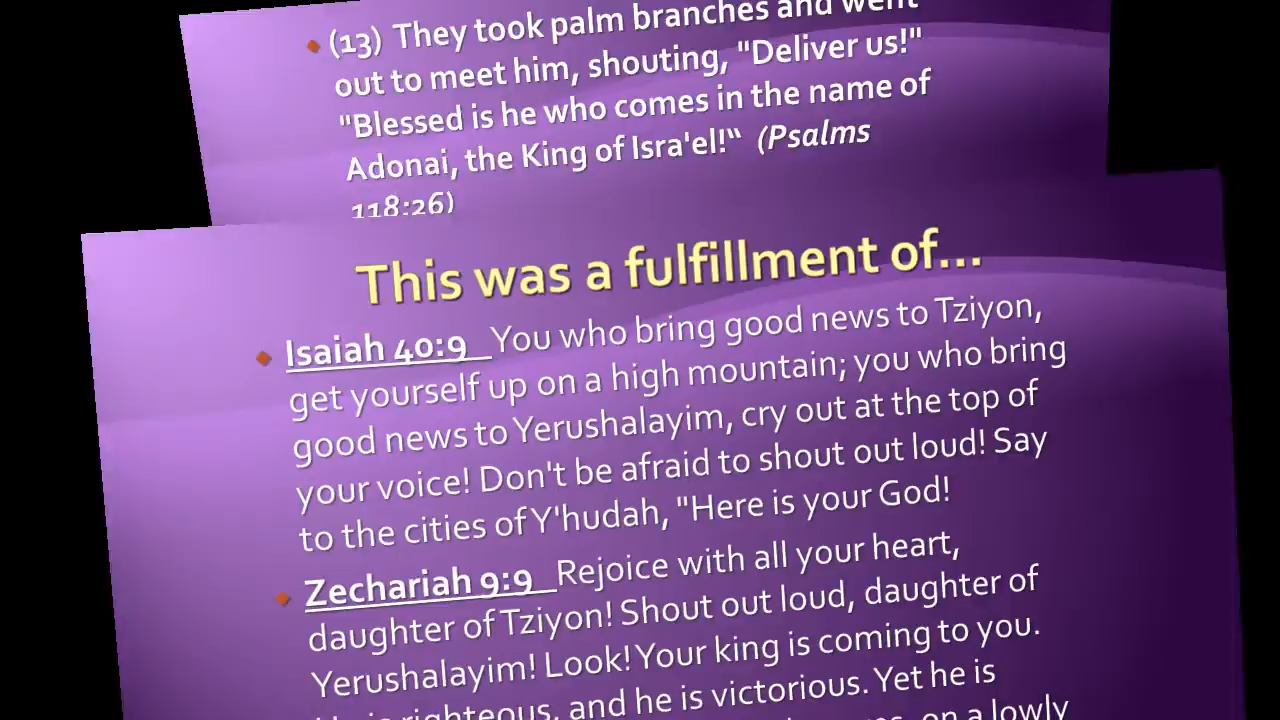 (13) They took palm branches and went
out to meet him, shouting, "Deliver us!"
"Blessed is he who comes in the name of
Adonai, the King of Isra'el!“ (Psalms
118:26)
This was a fulfillment of...
Isaiah 40:9 You who bring good news to Tziyon,
get yourself up on a high mountain; you who bring
good news to Yerushalayim, cry out at the top of
your voice! Don't be afraid to shout out loud! Say
to the cities of Y'hudah, "Here is your God!
Zechariah 9:9 Rejoice with all your heart,
daughter of Tziyon! Shout out loud, daughter of
Yerushalayim! Look! Your king is coming to you.
righteous, and he is victorious. Yet he is
on a lowly